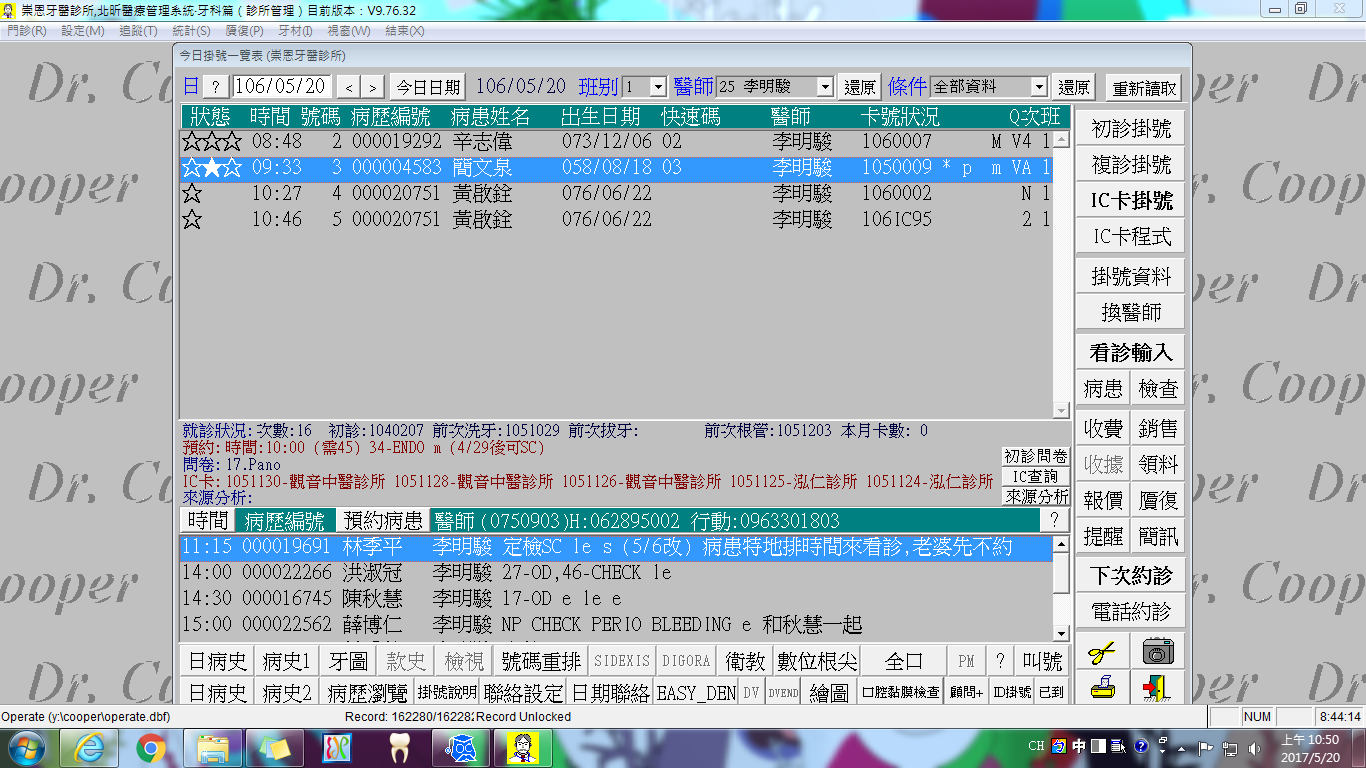 崇恩牙醫診所,北昕醫療管理系統-牙科篇 ( 診所管理 ) 目前版本：V9.76.32
門診(R) 設定(M) 追蹤(T) 統計(S) 贗復(P) 牙材(I) 視窗(W) 結束(X)
今日掛號一覽表 (崇恩牙醫診所)
日 ? 106/05/20 < > 今日日期 106/05/20 班別 1 醫師 25 李明駿 還原 條件 全部資料 還原 重新讀取
狀態 時間 號碼 病歷編號 病患姓名 出生日期 快速碼 醫師 卡號狀況 Q次班
☆☆☆ 08:48 2 000019292 辛志偉 073/12/06 02 李明駿 1060007 M V4 1
☆★☆ 09:33 3 000004583 簡文泉 058/08/18 03 李明駿 1050009 * p m VA 1
☆ 10:27 4 000020751 黃啟銓 076/06/22 李明駿 1060002 N 1
☆ 10:46 5 000020751 黃啟銓 076/06/22 李明駿 106IC95 2 1
初診掛號
複診掛號
IC卡掛號
IC卡程式
掛號資料
換醫師
看診輸入
病患 檢查
收費 銷售
收據 領料
報價 贗復
提醒 簡訊
下次約診
電話約診
就診狀況:次數:16 初診:1040207 前次洗牙:1051029 前次拔牙: 前次根管:1051203 本月卡數: 0
預約:時間:10:00 (需45) 34-ENDO m (4/29後可SC)
問卷:17.Pano
IC卡:1051130-觀音中醫診所 1051128-觀音中醫診所 1051126-觀音中醫診所 1051125-泓仁診所 1051124-泓仁診所
來源分析:
初診問卷
IC查詢
來源分析
時間 病歷編號 預約病患 醫師(0750903)H:062895002 行動:0963301803 ?
11:15 000019691 林季平 李明駿 定檢SC le s (5/6改) 病患特地排時間來看診,老婆先不約
14:00 000022266 洪淑冠 李明駿 27-OD,46-CHECK le
14:30 000016745 陳秋慧 李明駿 17-OD e le e
15:00 000022562 薛博仁 李明駿 NP CHECK PERIO BLEEDING e 和秋慧一起
日病史 病史1 牙圖 款史 檢視 號碼重排 SIDEXIS DIGORA 衛教 數位根尖 全口 PM ? 叫號
日病史 病史2 病歷瀏覽 掛號說明 聯絡設定 日期聯絡 EASY_DEN DV DVEND 繪圖 口腔黏膜檢查 顧問+ ID掛號 已到
Operate (y:\cooper\operate.dbf) Record: 162280/16228 Record Unlocked NUM 8:44:14
Dr. Cooper
CH 中 上午 10:50
2017/5/20